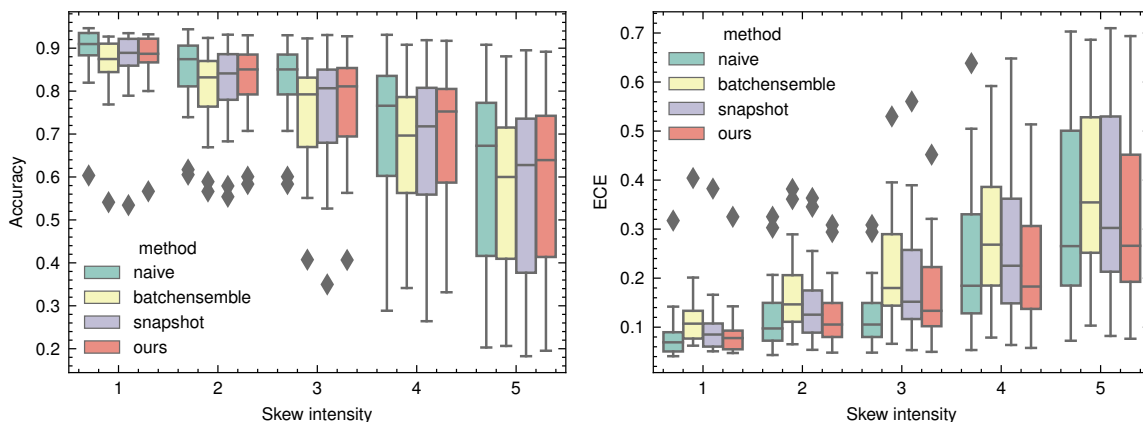 Accuracy
0.9
0.8
0.7
0.6
0.5
0.4
0.3
0.2
method
naive
batchensemble
snapshot
ours
1 2 3 4 5
Skew intensity
ECE
0.7
0.6
0.5
0.4
0.3
0.2
0.1
method
naive
batchensemble
snapshot
ours
1 2 3 4 5
Skew intensity